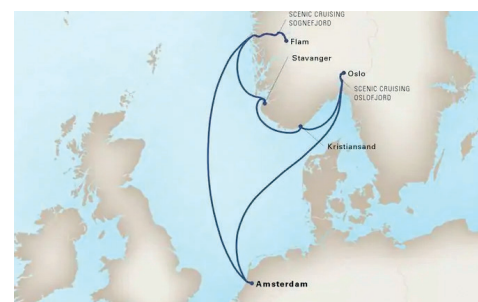 SCENIC CRUISING
SOGNEFJORD
Flam
Stavanger
Oslo
SCENIC CRUISING
OSLOFJORD
Kristiansand
Amsterdam